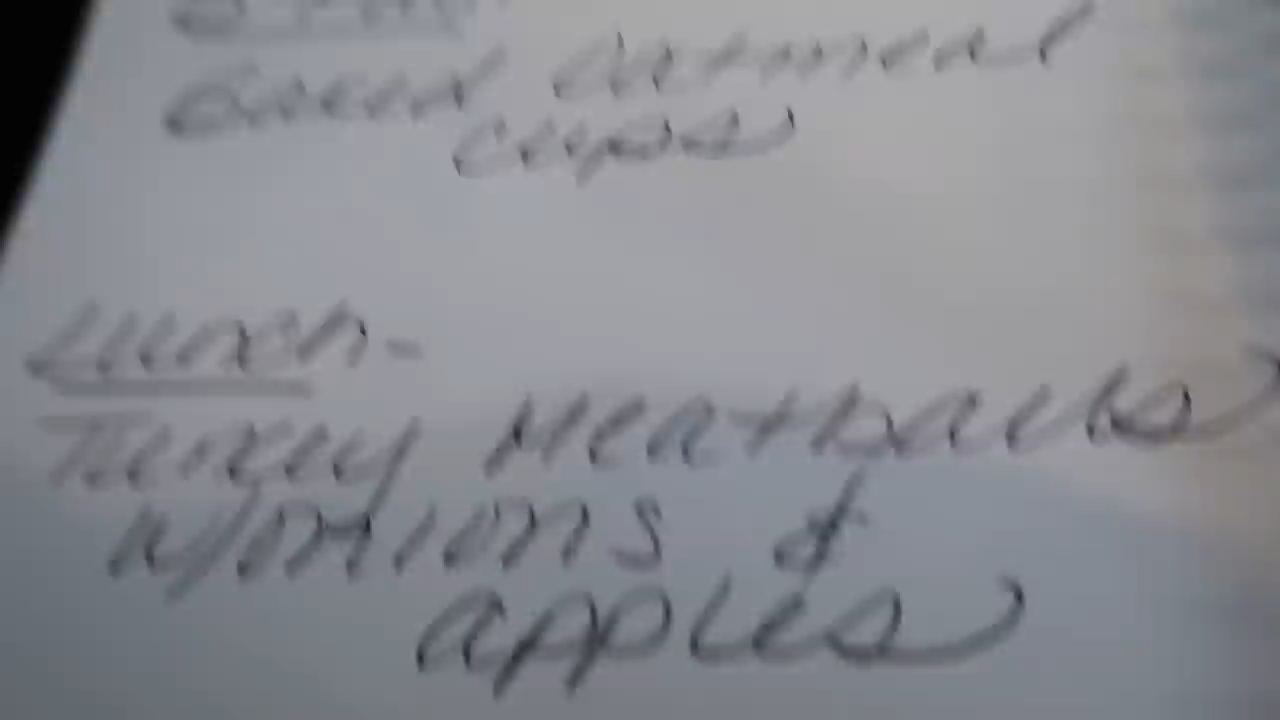 Oatmeal
cups
Lunch-
Turkey Meatballs
w/onions &
apples